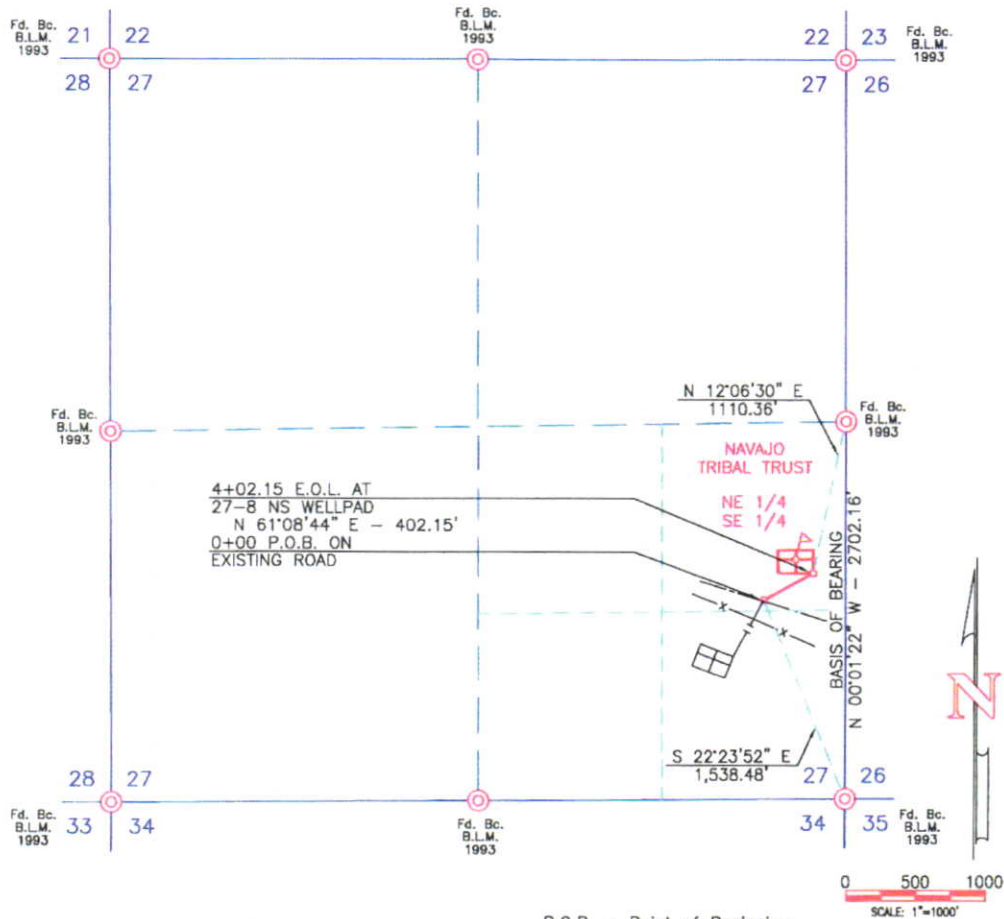 Fd. Bc.
B.L.M.
1993
21 22
28 27
Fd. Bc.
B.L.M.
1993
22 23
27 26
Fd. Bc.
B.L.M.
1993
N 12°06'30" E
1110.36'
Fd. Bc.
B.L.M.
1993
Fd. Bc.
B.L.M.
1993
NAVAJO
TRIBAL TRUST
NE 1/4
SE 1/4
4+02.15 E.O.L. AT
27-8 NS WELLPAD
N 61°08'44" E - 402.15'
0+00 P.O.B. ON
EXISTING ROAD
BASIS OF BEARING
N 00°01'22" W - 2702.16'
x
x
S 22°23'52" E
1,538.48'
N
28 27
33 34
Fd. Bc.
B.L.M.
1993
Fd. Bc.
B.L.M.
1993
27 26
34 35
Fd. Bc.
B.L.M.
1993
0 500 1000
SCALE: 1"=1000'